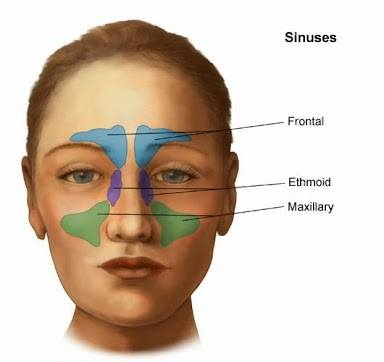 Sinuses
Frontal
Ethmoid
Maxillary